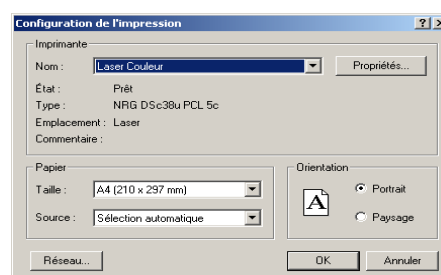 Configuration de l'impression
Imprimante
Nom : Laser Couleur Propriétés...
État : Prêt
Type : NRG DSc38u PCL 5c
Emplacement : Laser
Commentaire :
Papier
Taille : A4 (210 x 297 mm)
Source : Sélection automatique
Orientation
A
Portrait
Paysage
Réseau... OK Annuler